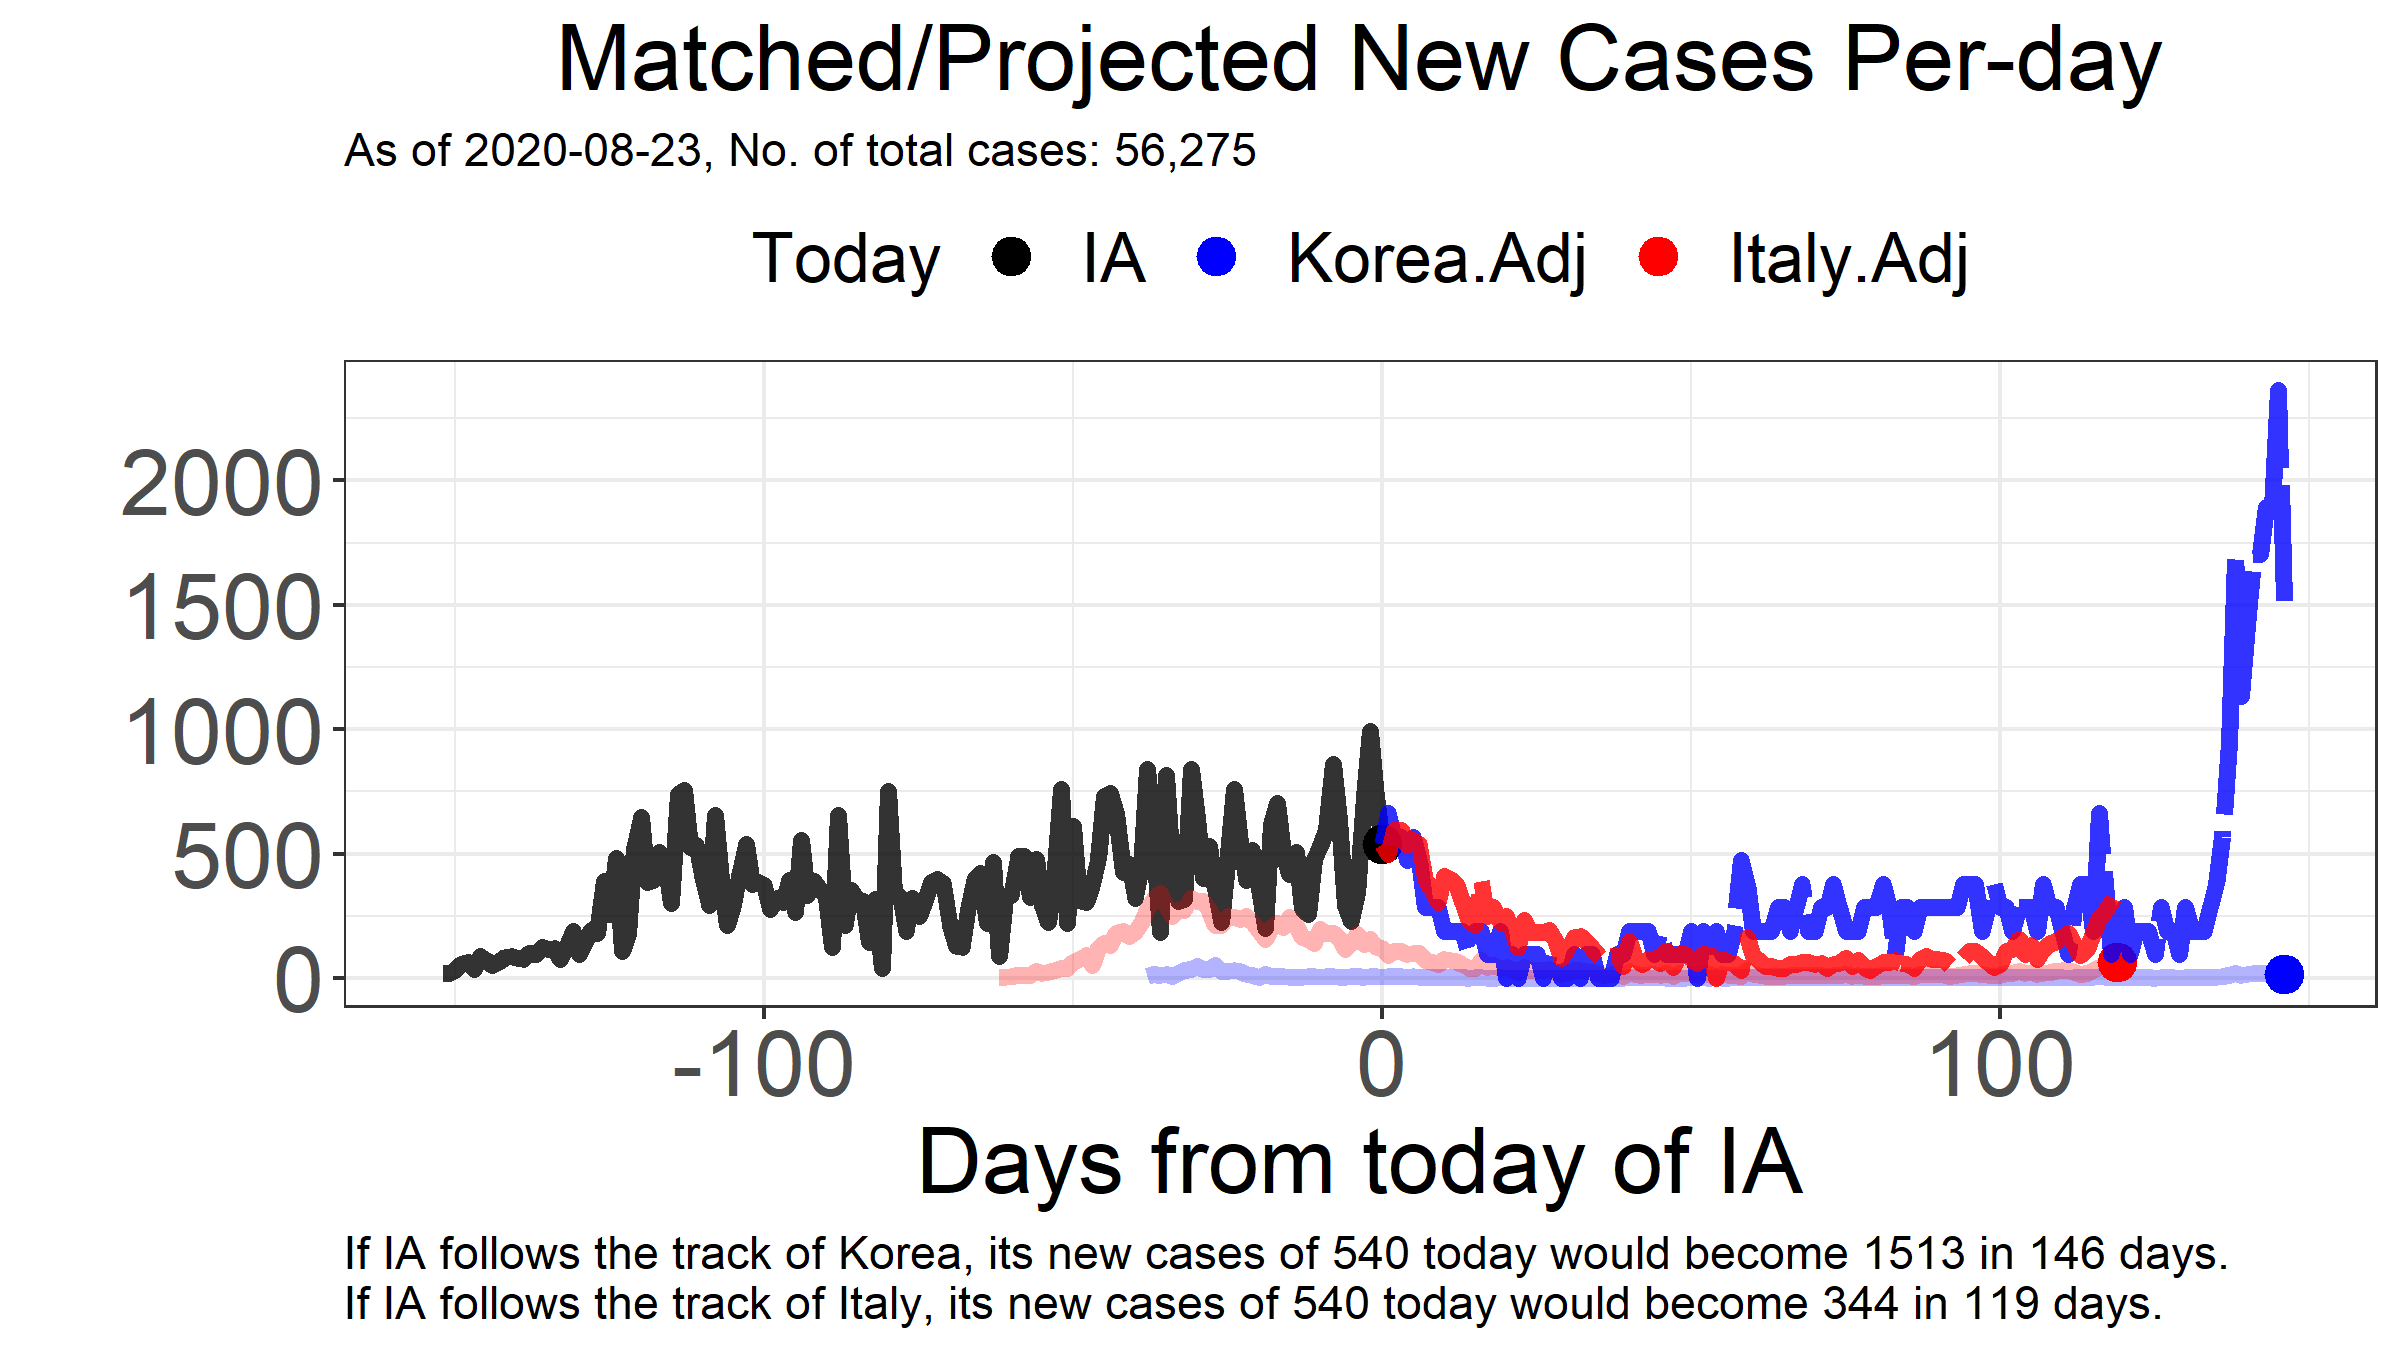 Matched/Projected New Cases Per-day
As of 2020-08-23, No. of total cases: 56,275
Today IA Korea.Adj Italy.Adj
2000
1500
1000
500
0
-100 0 100
Days from today of IA
If IA follows the track of Korea, its new cases of 540 today would become 1513 in 146 days.
If IA follows the track of Italy, its new cases of 540 today would become 344 in 119 days.